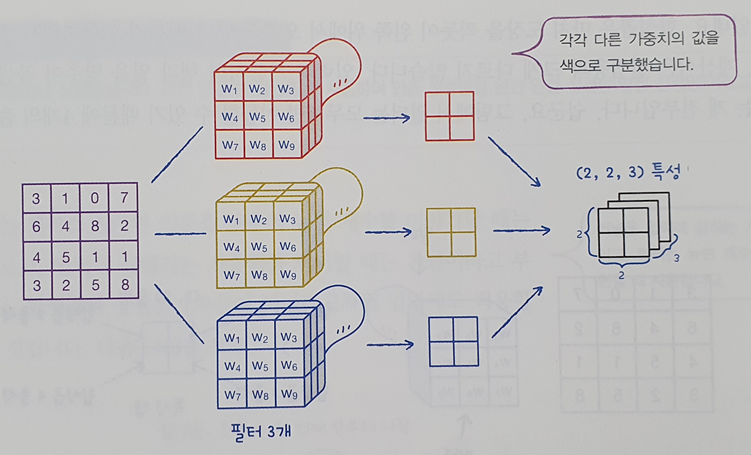 각각 다른 가중치의 값을
색으로 구분했습니다.
w1 w2 w3
w4 w5 w6
w7 w8 w9
(2, 2, 3) 특성
3 1 0 7
6 4 8 2
4 5 1 1
3 2 5 8
w1 w2 w3
w4 w5 w6
w7 w8 w9
2
2
3
w1 w2 w3
w4 w5 w6
w7 w8 w9
필터 3개